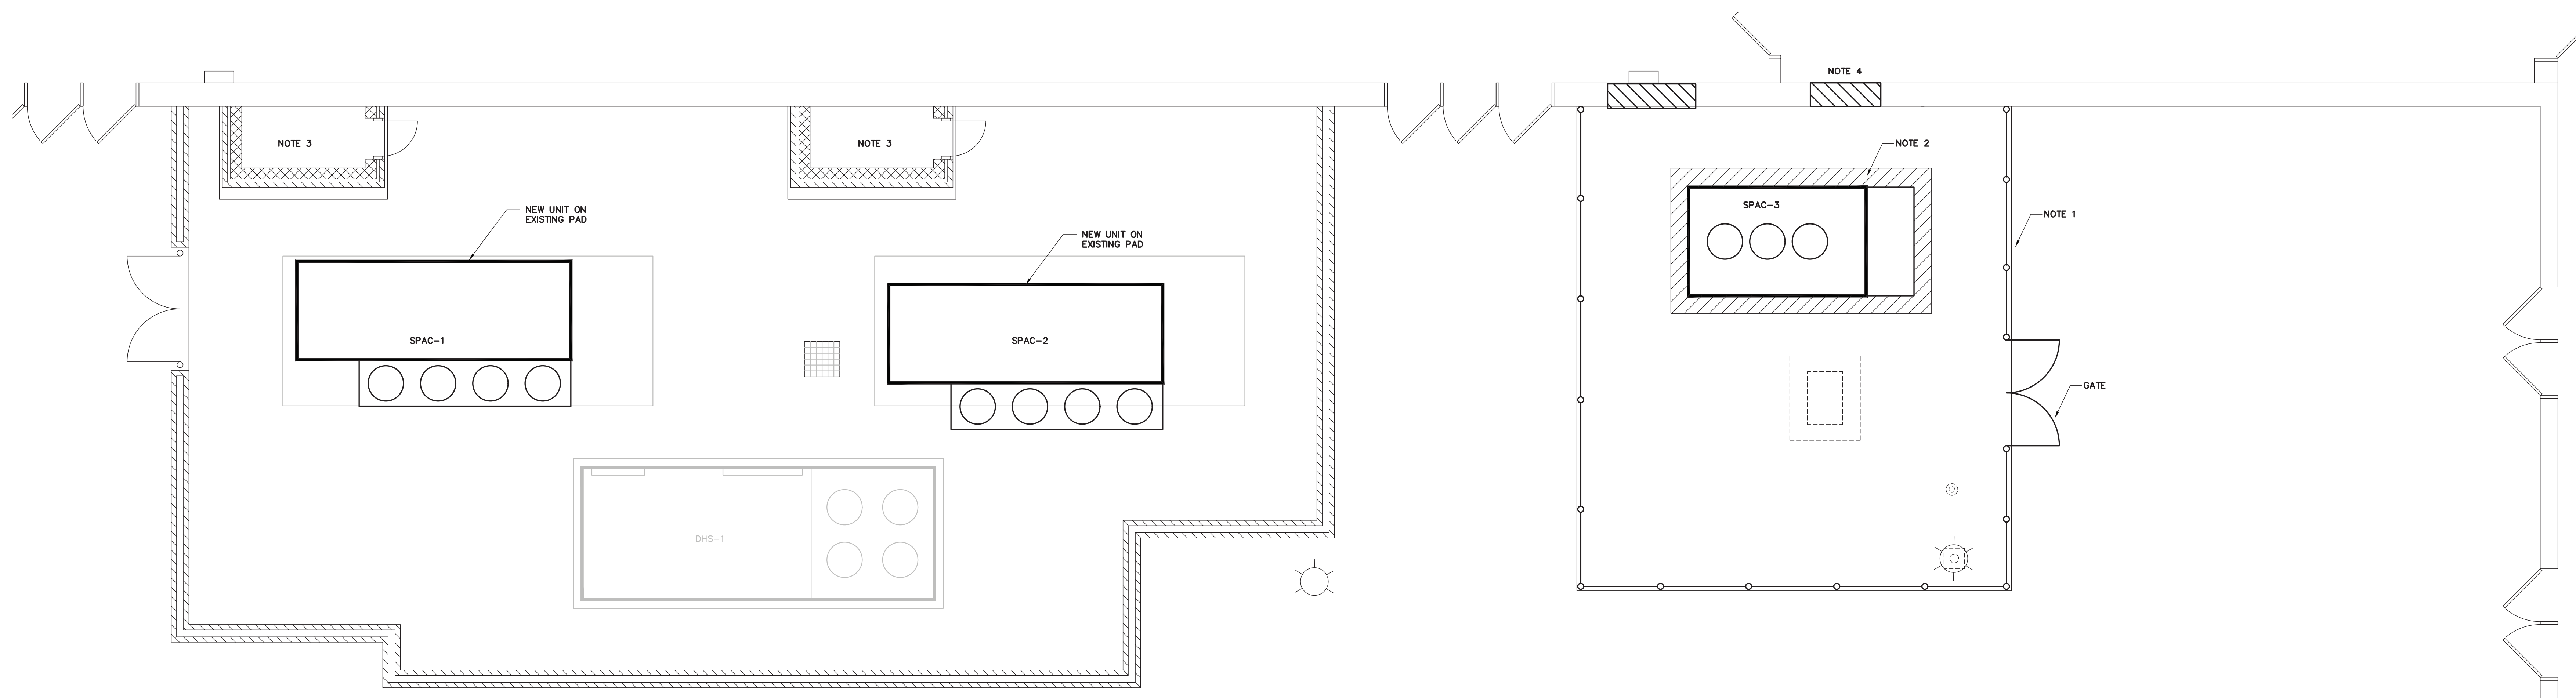 NOTE 4
NOTE 3
NOTE 3
NOTE 2
SPAC-3
NEW UNIT ON
EXISTING PAD
NOTE 1
NEW UNIT ON
EXISTING PAD
SPAC-1
SPAC-2
GATE
DHS-1